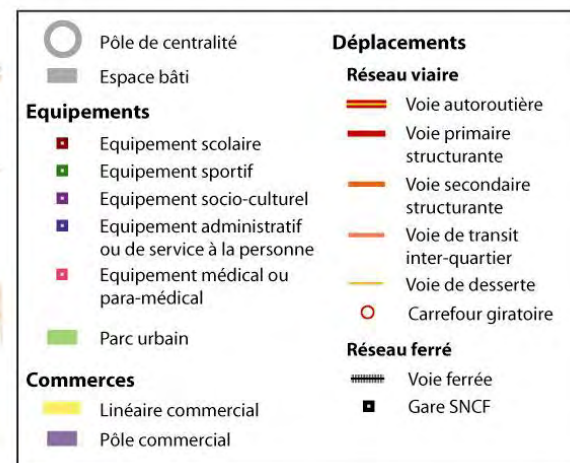 Pôle de centralité
Espace bâti
Equipements
Equipement scolaire
Equipement sportif
Equipement socio-culturel
Equipement administratif
ou de service à la personne
Equipement médical ou
para-médical
Parc urbain
Commerces
Linéaire commercial
Pôle commercial
Déplacements
Réseau viaire
Voie autoroutière
Voie primaire
structurante
Voie secondaire
structurante
Voie de transit
inter-quartier
Voie de desserte
Carrefour giratoire
Réseau ferré
Voie ferrée
Gare SNCF